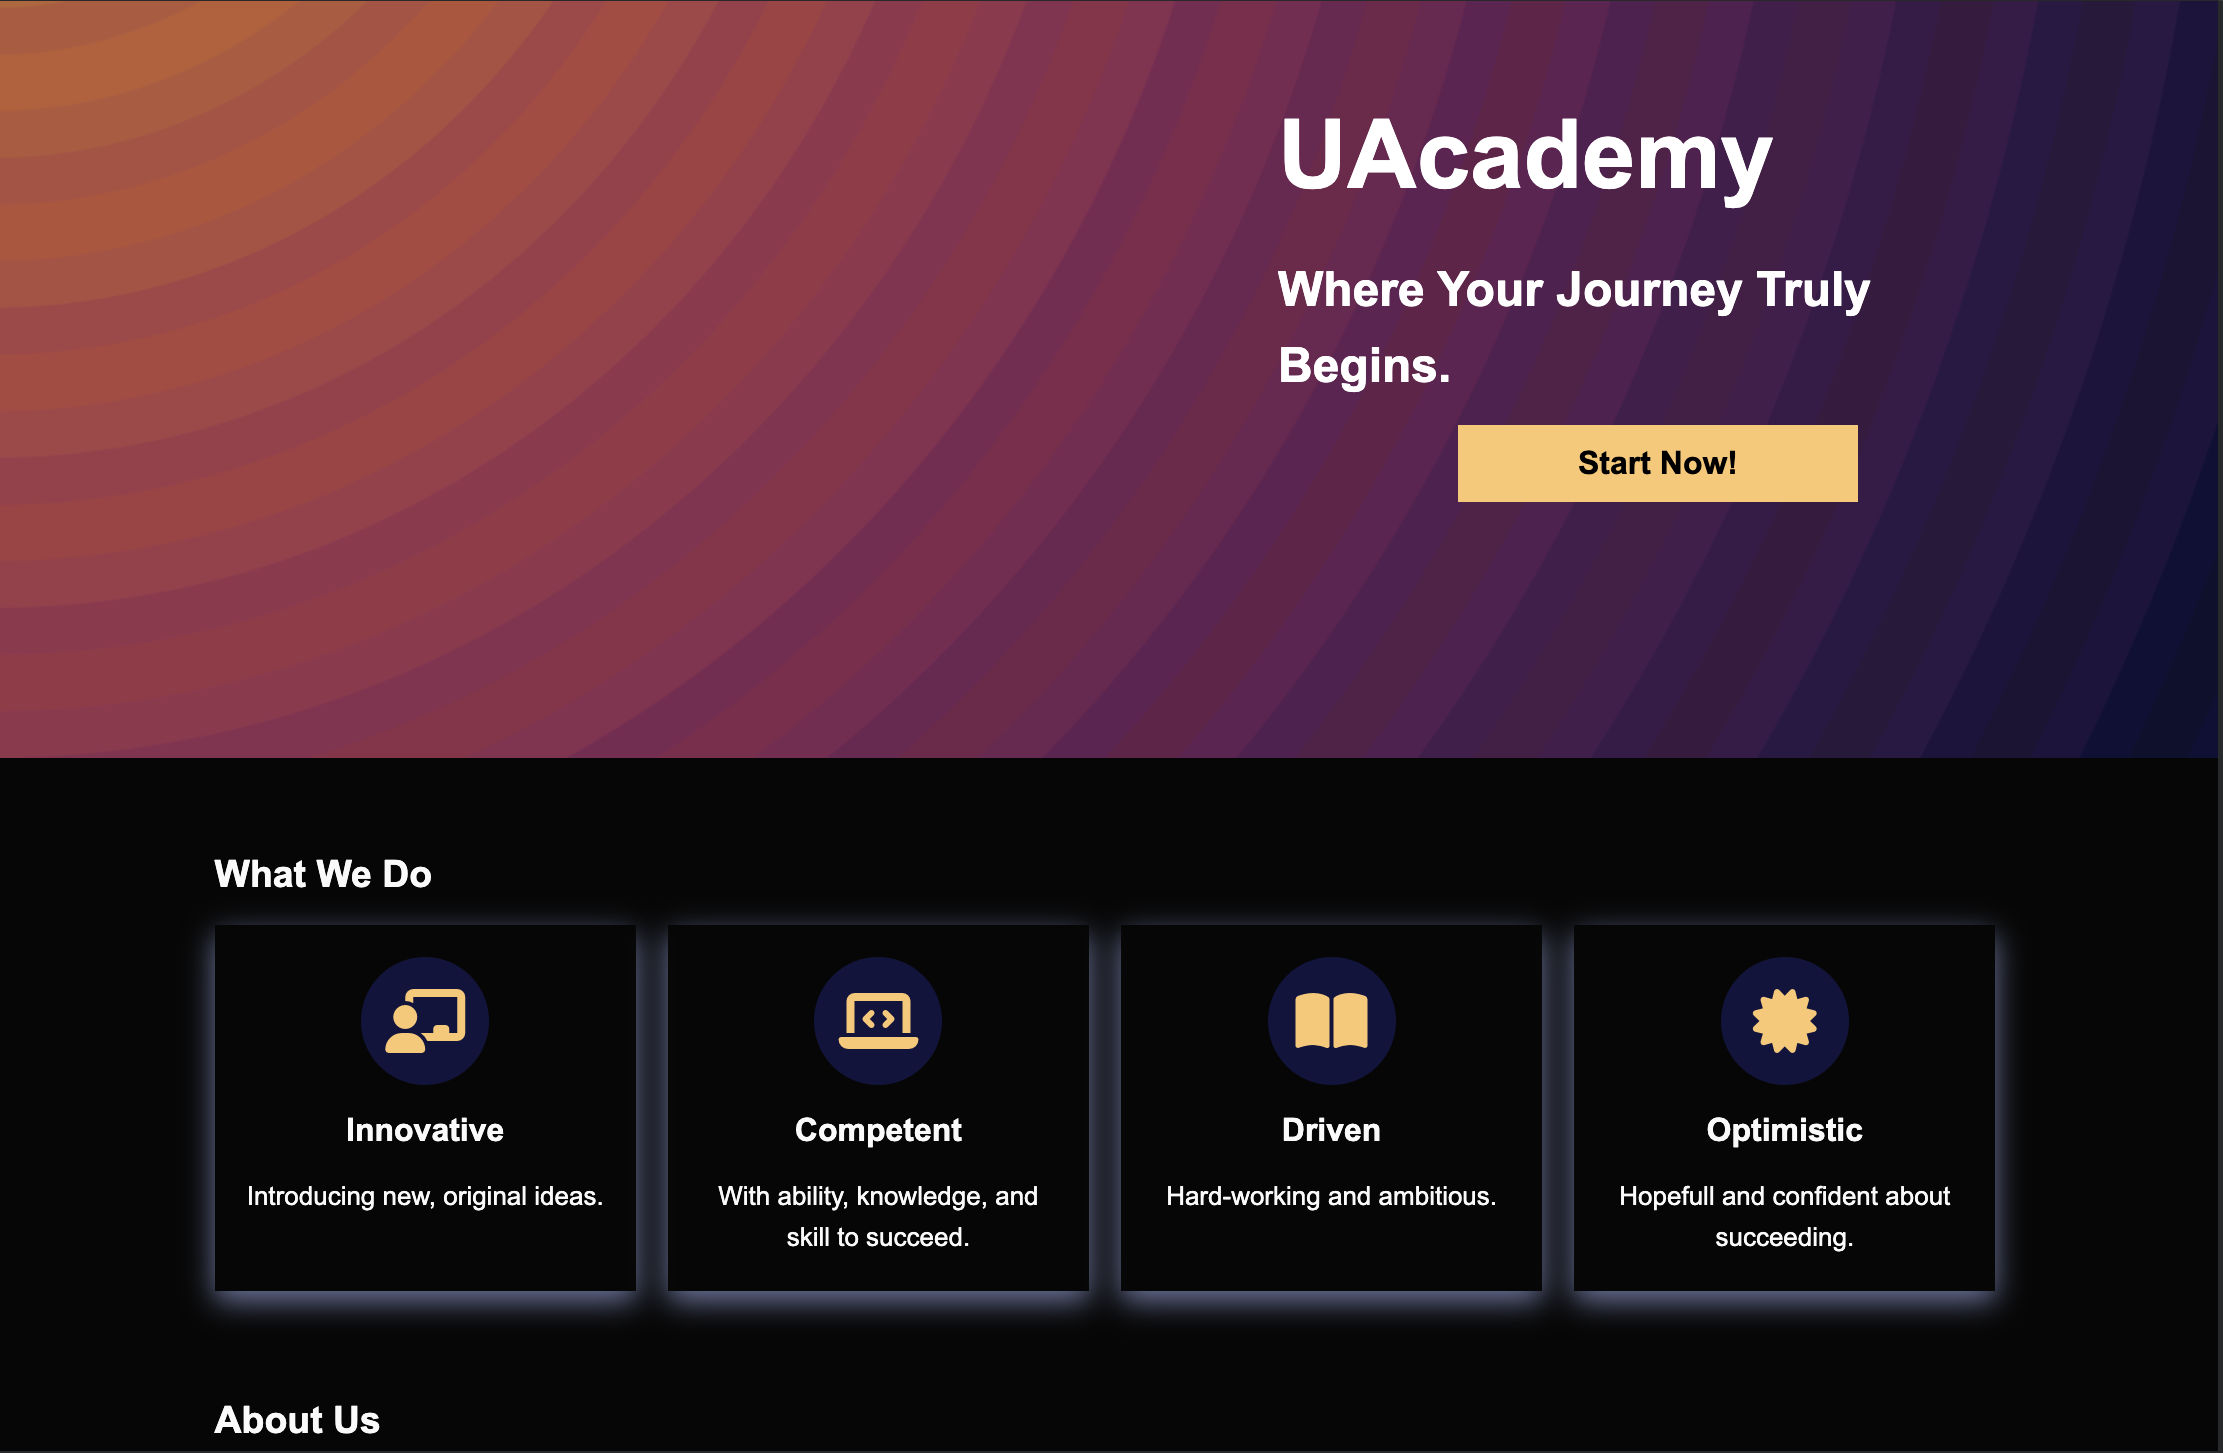 UAcademy
Where Your Journey Truly
Begins.
Start Now!
What We Do
Innovative
Introducing new, original ideas.
Competent
With ability, knowledge, and
skill to succeed.
Driven
Hard-working and ambitious.
Optimistic
Hopefull and confident about
succeeding.
About Us